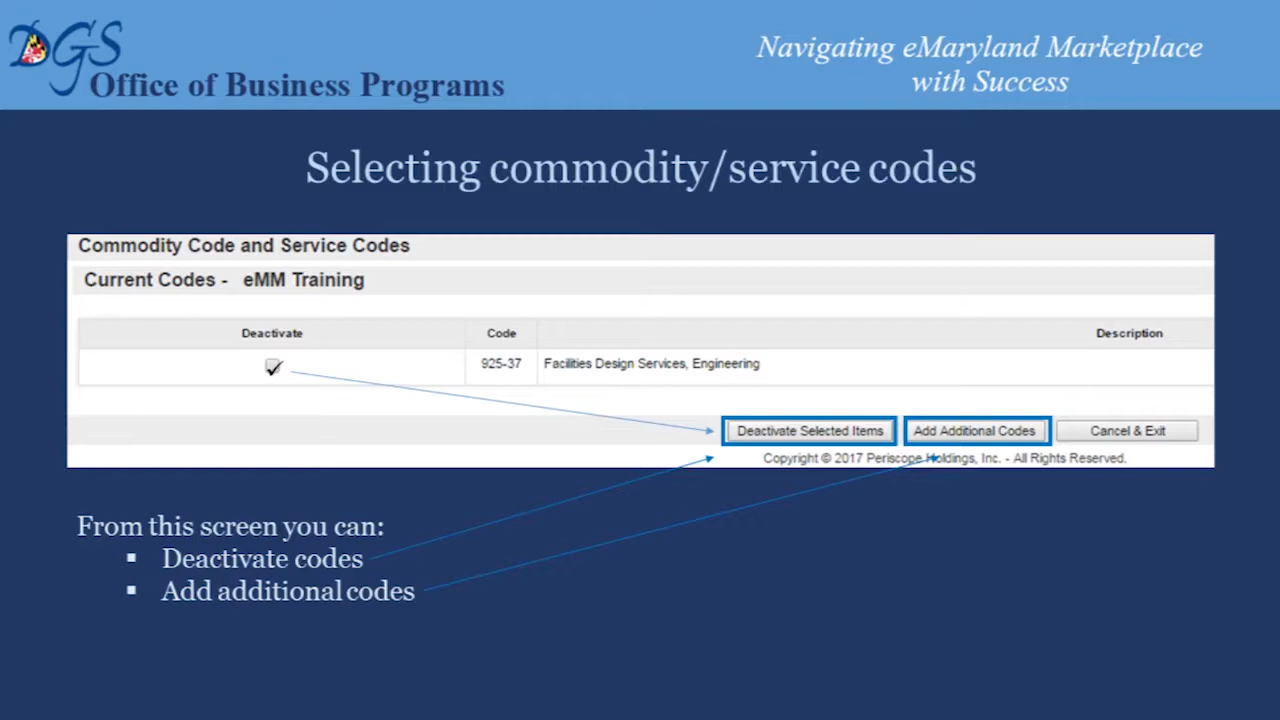 DGS
Office of Business Programs
Navigating eMaryland Marketplace
with Success
Selecting commodity/service codes
Commodity Code and Service Codes
Current Codes - eMM Training
Deactivate Code Description
925-37 Facilities Design Services, Engineering
Deactivate Selected Items Add Additional Codes Cancel & Exit
Copyright © 2017 Periscope Holdings, Inc. - All Rights Reserved.
From this screen you can:
▪ Deactivate codes
▪ Add additional codes